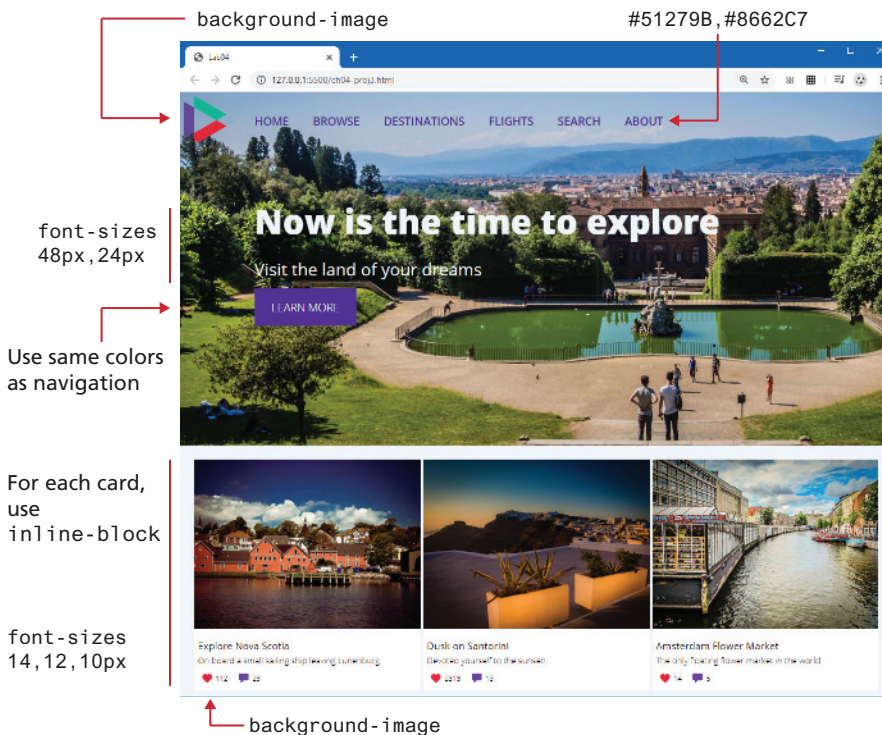 background-image
#51279B,#8662C7
Lab04
127.0.0.1:5500/ch04-proj3.html
HOME BROWSE DESTINATIONS FLIGHTS SEARCH ABOUT
font-sizes
48px,24px
Now is the time to explore
Visit the land of your dreams
LEARN MORE
Use same colors
as navigation
For each card,
use
inline-block
font-sizes
14,12,10px
Explore Nova Scotia
On board a small sailing ship leaving Lunenburg.
112 23
Dusk on Santorini
Devoted yourself to the sunset!
2313 15
Amsterdam Flower Market
The only floating flower market in the world
14 5
background-image